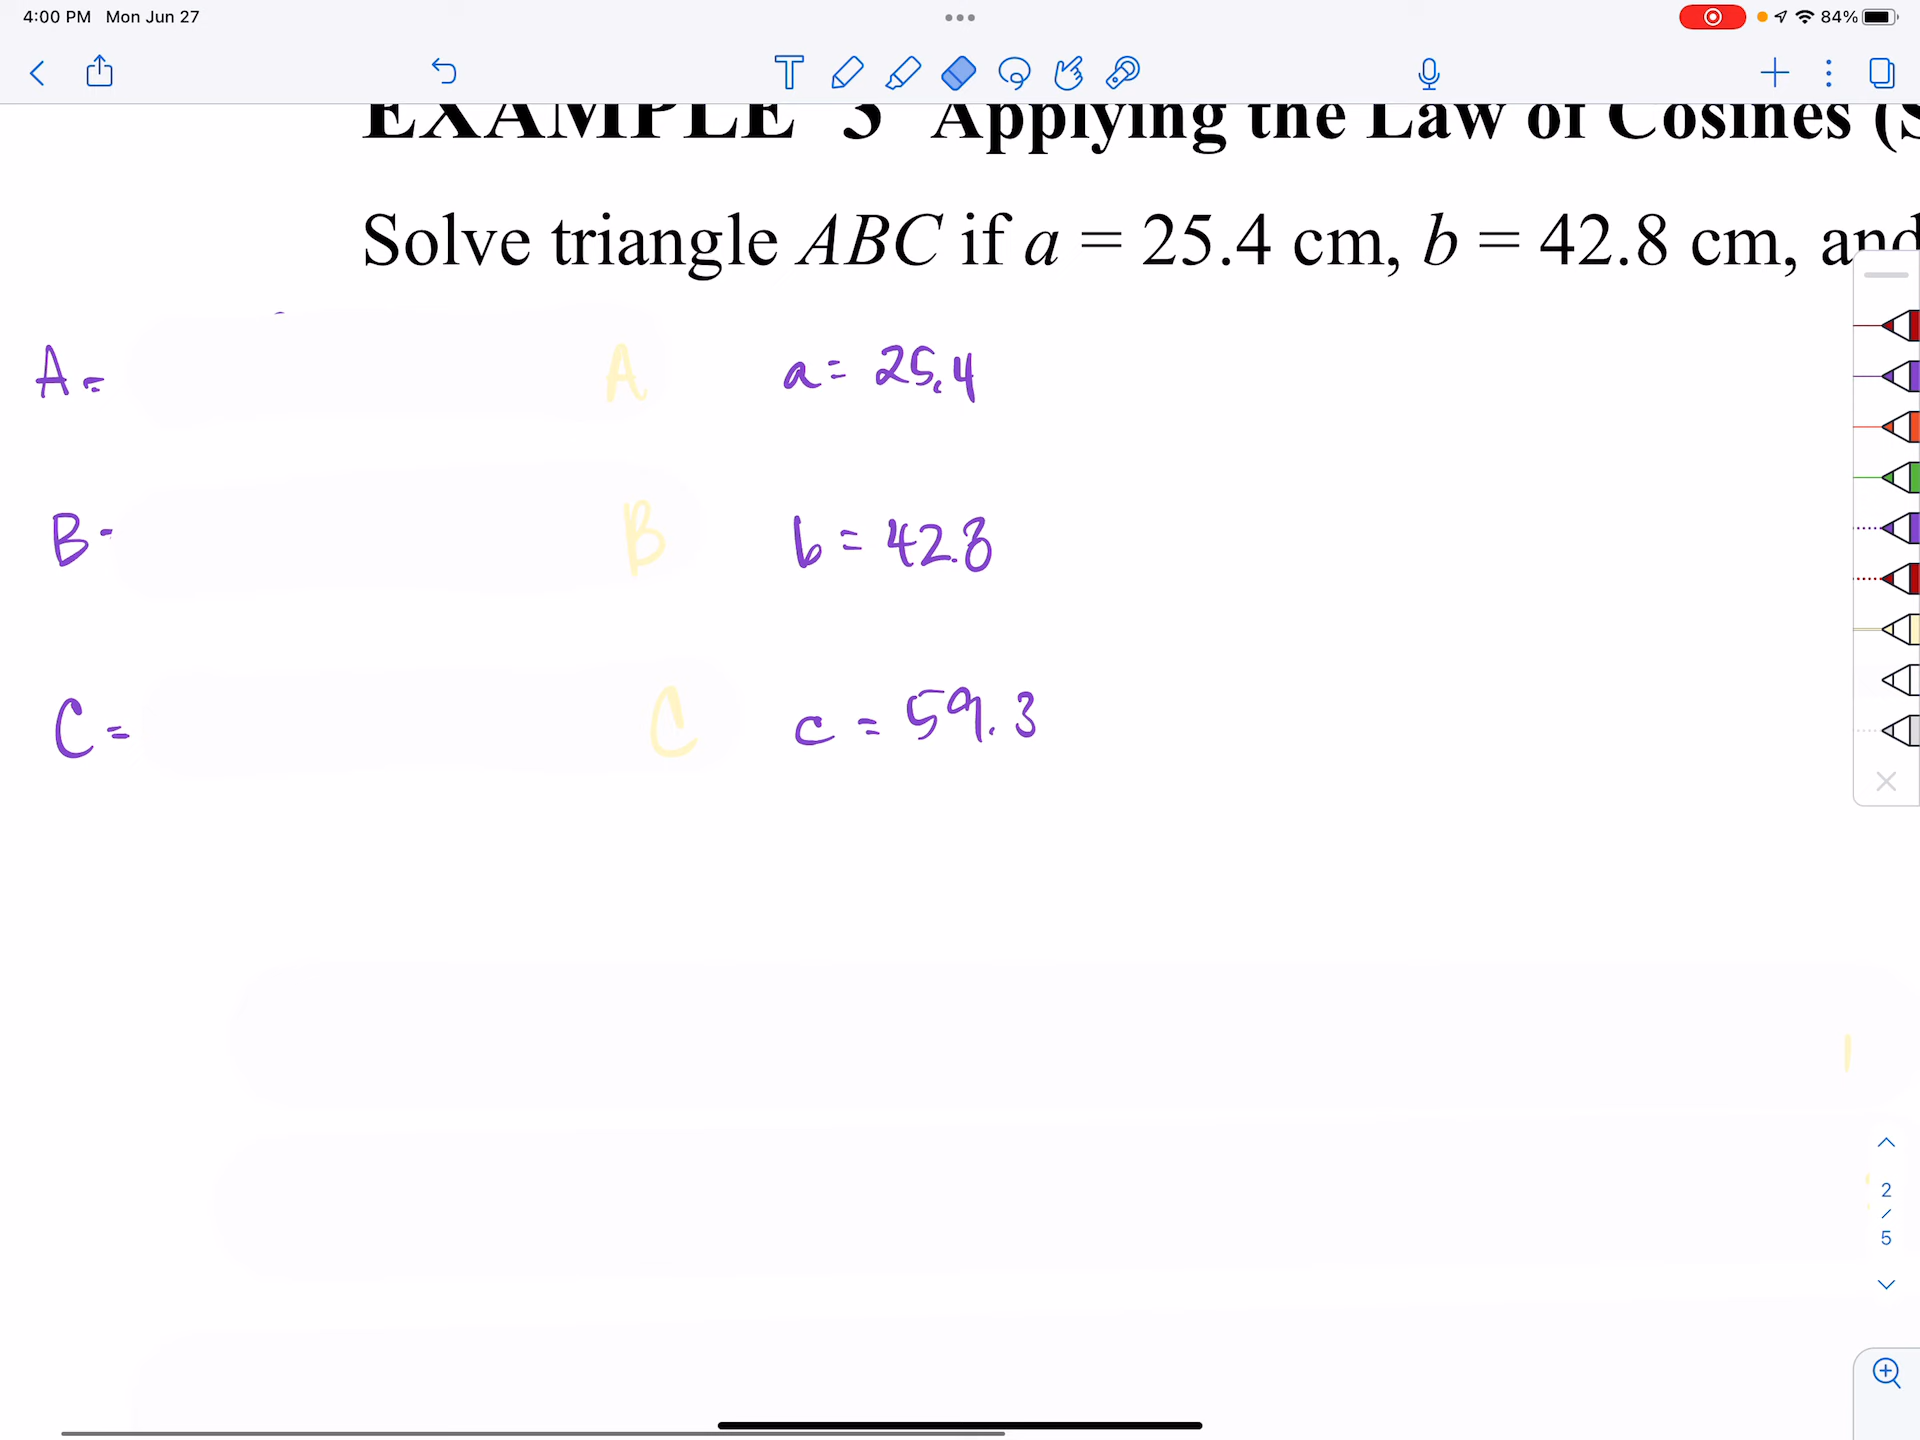 4:00 PM Mon Jun 27
84%
EXAMPLE 3 Applying the Law of Cosines (S
Solve triangle ABC if a = 25.4 cm, b = 42.8 cm, and
A = A a = 25.4
B - B b = 42.8
C = C c = 59.3
2
/
5